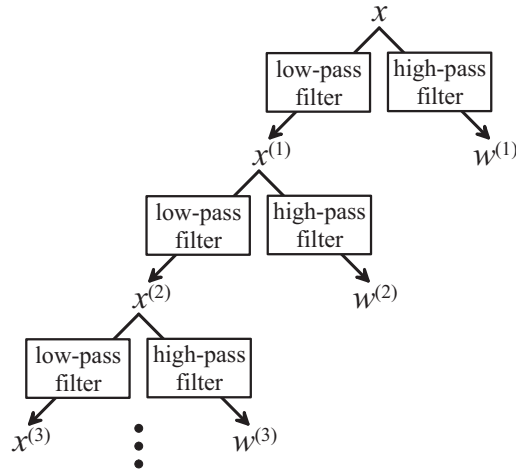 x
low-pass
filter
high-pass
filter
x⁽¹⁾
w⁽¹⁾
low-pass
filter
high-pass
filter
x⁽²⁾
w⁽²⁾
low-pass
filter
high-pass
filter
x⁽³⁾
w⁽³⁾